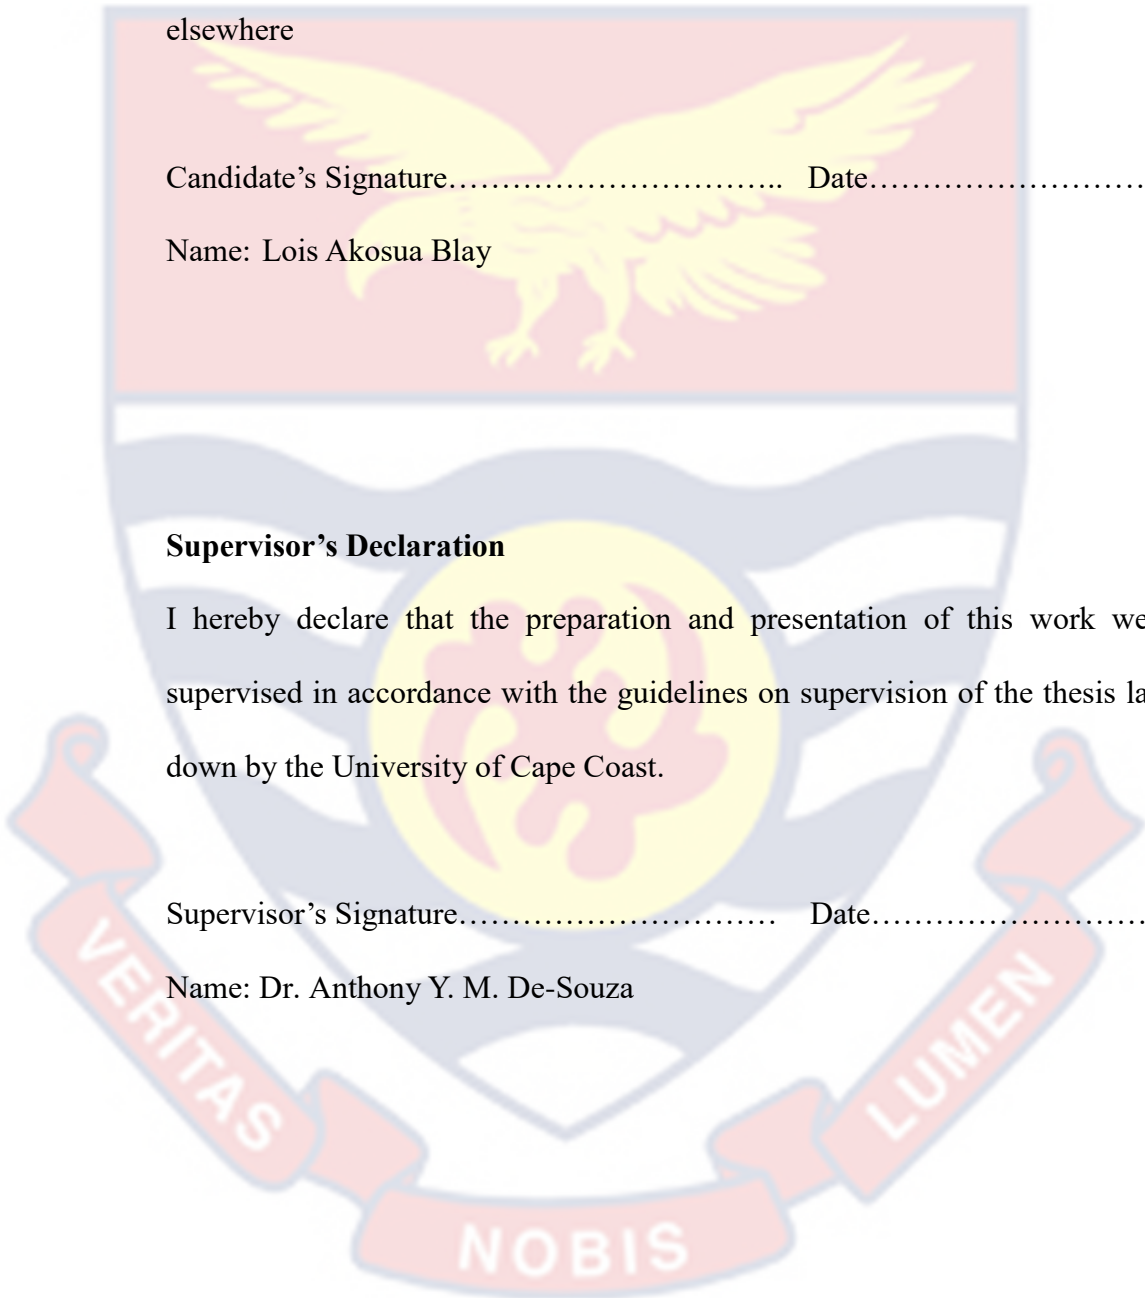 elsewhere
Candidate’s Signature………………………….. Date………………………
Name: Lois Akosua Blay
Supervisor’s Declaration
I hereby declare that the preparation and presentation of this work we
supervised in accordance with the guidelines on supervision of the thesis la
down by the University of Cape Coast.
Supervisor’s Signature………………………… Date………………………
Name: Dr. Anthony Y. M. De-Souza
VERITAS
NOBIS
LUMEN